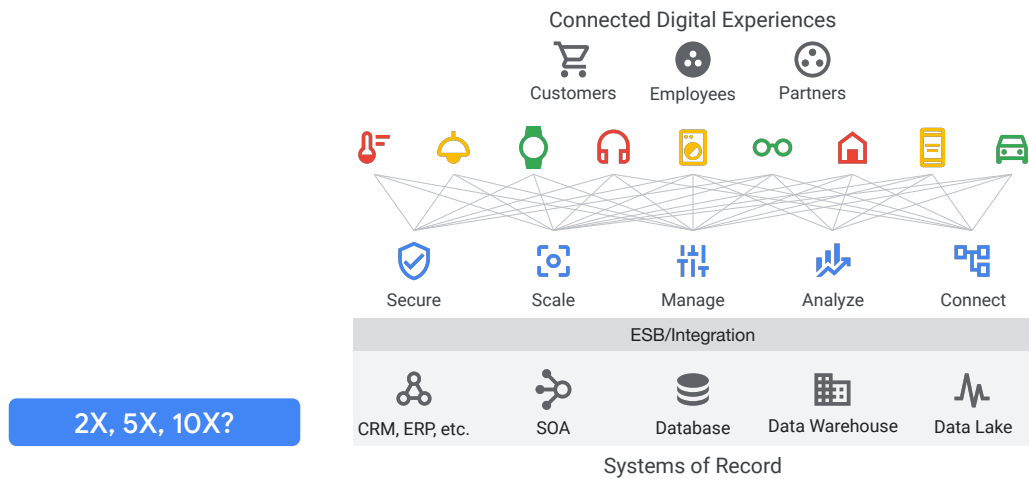 Connected Digital Experiences
Customers
Employees
Partners
Secure
Scale
Manage
Analyze
Connect
ESB/Integration
2X, 5X, 10X?
CRM, ERP, etc.
SOA
Database
Data Warehouse
Data Lake
Systems of Record